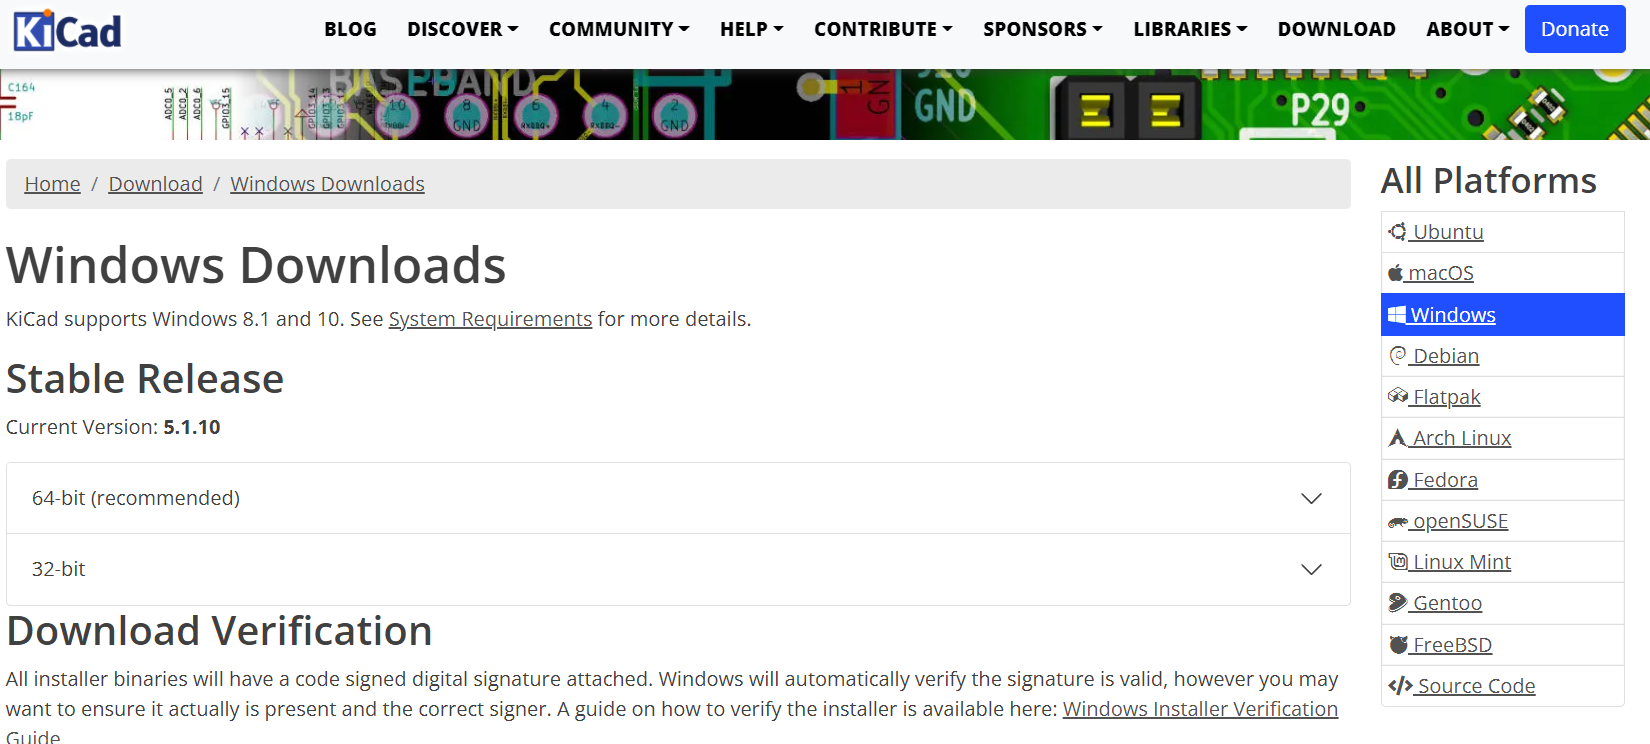 KiCad
BLOG DISCOVER COMMUNITY HELP CONTRIBUTE SPONSORS LIBRARIES DOWNLOAD ABOUT Donate
C164
18pF
ADC0_5
ADC0_2
ADC0_6
GPIO3_15
GPIO3_14
GPIO3_13
BASEBAND
10
8
GND
6
4
2
GND
1
GND
GND
P29
Home / Download / Windows Downloads
Windows Downloads
KiCad supports Windows 8.1 and 10. See System Requirements for more details.
Stable Release
Current Version: 5.1.10
64-bit (recommended)
32-bit
Download Verification
All installer binaries will have a code signed digital signature attached. Windows will automatically verify the signature is valid, however you may
want to ensure it actually is present and the correct signer. A guide on how to verify the installer is available here: Windows Installer Verification
Guide
All Platforms
Ubuntu
macOS
Windows
Debian
Flatpak
Arch Linux
Fedora
openSUSE
Linux Mint
Gentoo
FreeBSD
Source Code